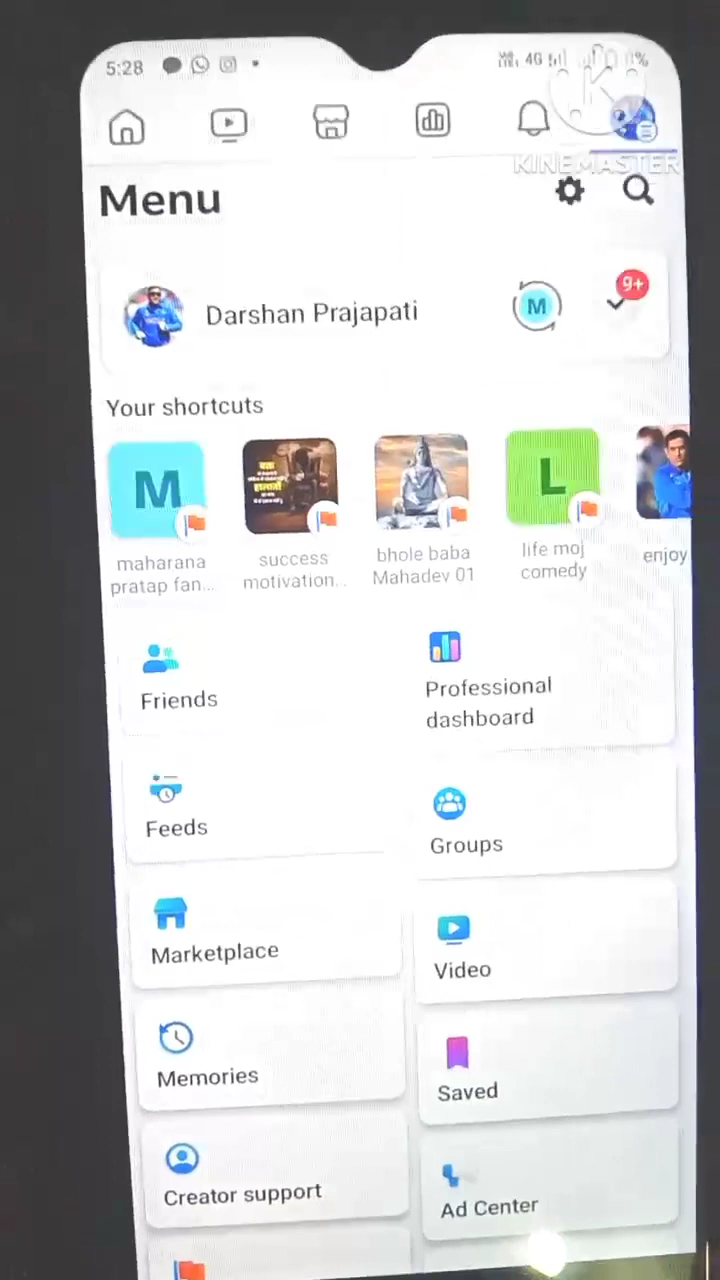 5:28
4G
KINEMASTER
Menu
9+
Darshan Prajapati
M
Your shortcuts
M
L
maharana
pratap fan...
success
motivation...
bhole baba
Mahadev 01
life moj
comedy
enjoy
Friends
Professional
dashboard
Feeds
Groups
Marketplace
Video
Memories
Saved
Creator support
Ad Center